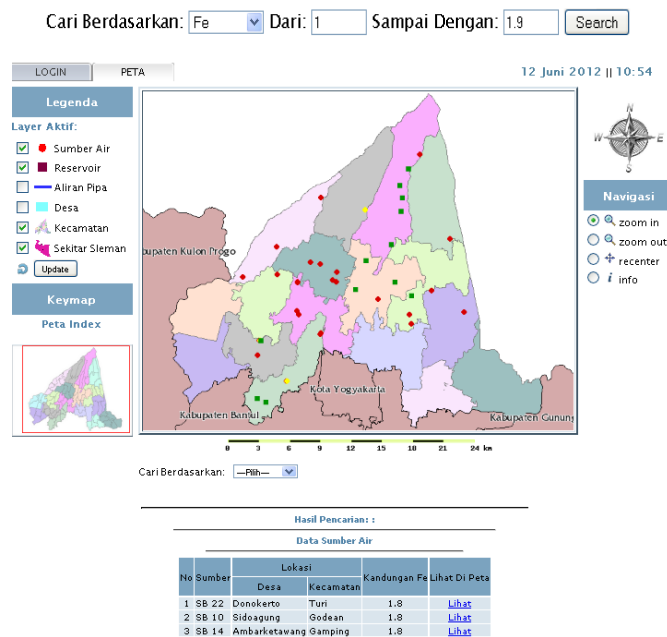 Cari Berdasarkan: Fe Dari: 1 Sampai Dengan: 1.9 Search
LOGIN PETA 12 Juni 2012 || 10:54
Legenda
Layer Aktif:
Sumber Air
Reservoir
Aliran Pipa
Desa
Kecamatan
Sekitar Sleman
Update
Keymap
Peta Index
N
W E
S
Navigasi
zoom in
zoom out
recenter
i info
bupaten Kulon Progo
Kota Yogyakarta
Kabupaten Bantul
Kabupaten Gunung
0 3 6 9 12 15 18 21 24 km
Cari Berdasarkan: —Pilih—
Hasil Pencarian: :
Data Sumber Air
No Sumber Lokasi Kandungan Fe Lihat Di Peta
Desa Kecamatan
1 SB 22 Donokerto Turi 1.8 Lihat
2 SB 10 Sidoagung Godean 1.8 Lihat
3 SB 14 Ambarketawang Gamping 1.8 Lihat